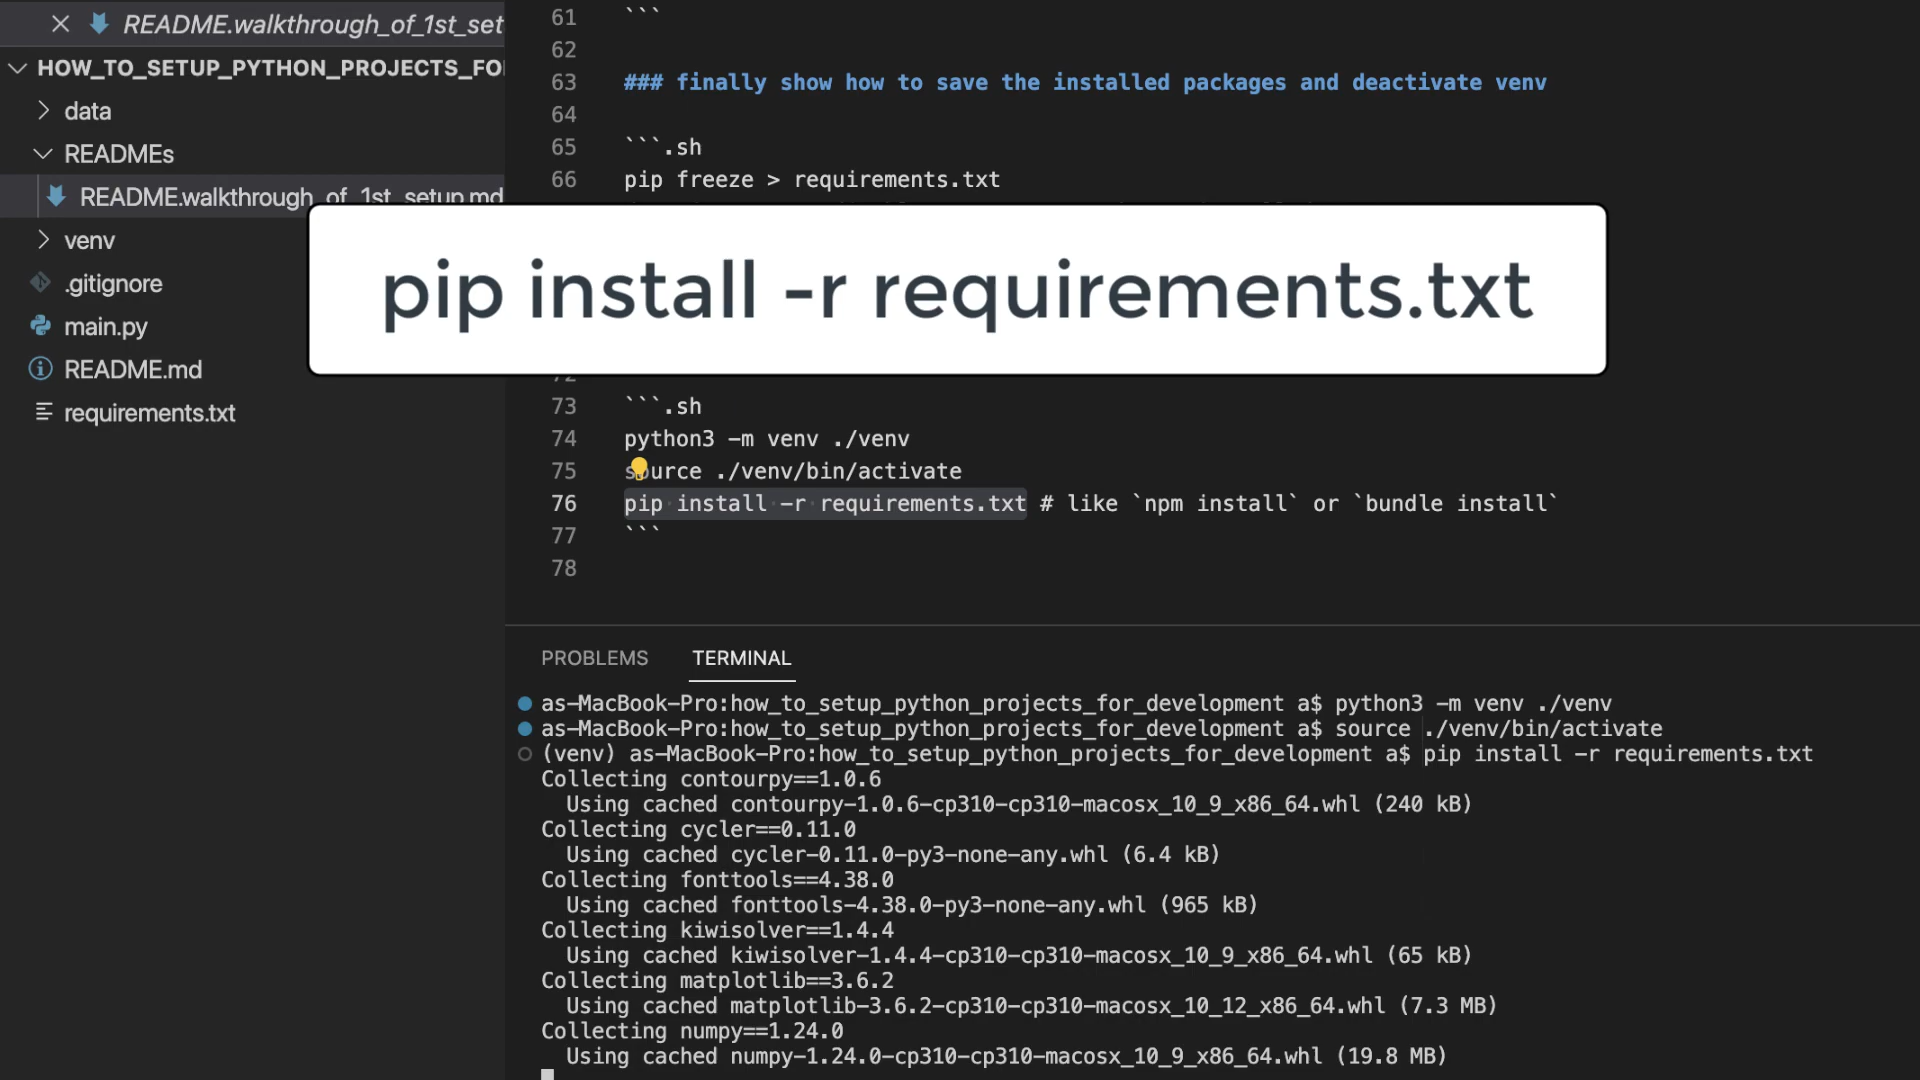 README.walkthrough_of_1st_set
HOW_TO_SETUP_PYTHON_PROJECTS_FO
data
READMEs
README.walkthrough_of_1st_setup.md
venv
.gitignore
main.py
README.md
requirements.txt
61 ```
62
63 ### finally show how to save the installed packages and deactivate venv
64
65 ```.sh
66 pip freeze > requirements.txt
pip install -r requirements.txt
72
73 ```.sh
74 python3 -m venv ./venv
75 source ./venv/bin/activate
76 pip install -r requirements.txt # like `npm install` or `bundle install`
77 ```
78
PROBLEMS TERMINAL
as-MacBook-Pro:how_to_setup_python_projects_for_development a$ python3 -m venv ./venv
as-MacBook-Pro:how_to_setup_python_projects_for_development a$ source ./venv/bin/activate
(venv) as-MacBook-Pro:how_to_setup_python_projects_for_development a$ pip install -r requirements.txt
Collecting contourpy==1.0.6
Using cached contourpy-1.0.6-cp310-cp310-macosx_10_9_x86_64.whl (240 kB)
Collecting cycler==0.11.0
Using cached cycler-0.11.0-py3-none-any.whl (6.4 kB)
Collecting fonttools==4.38.0
Using cached fonttools-4.38.0-py3-none-any.whl (965 kB)
Collecting kiwisolver==1.4.4
Using cached kiwisolver-1.4.4-cp310-cp310-macosx_10_9_x86_64.whl (65 kB)
Collecting matplotlib==3.6.2
Using cached matplotlib-3.6.2-cp310-cp310-macosx_10_12_x86_64.whl (7.3 MB)
Collecting numpy==1.24.0
Using cached numpy-1.24.0-cp310-cp310-macosx_10_9_x86_64.whl (19.8 MB)